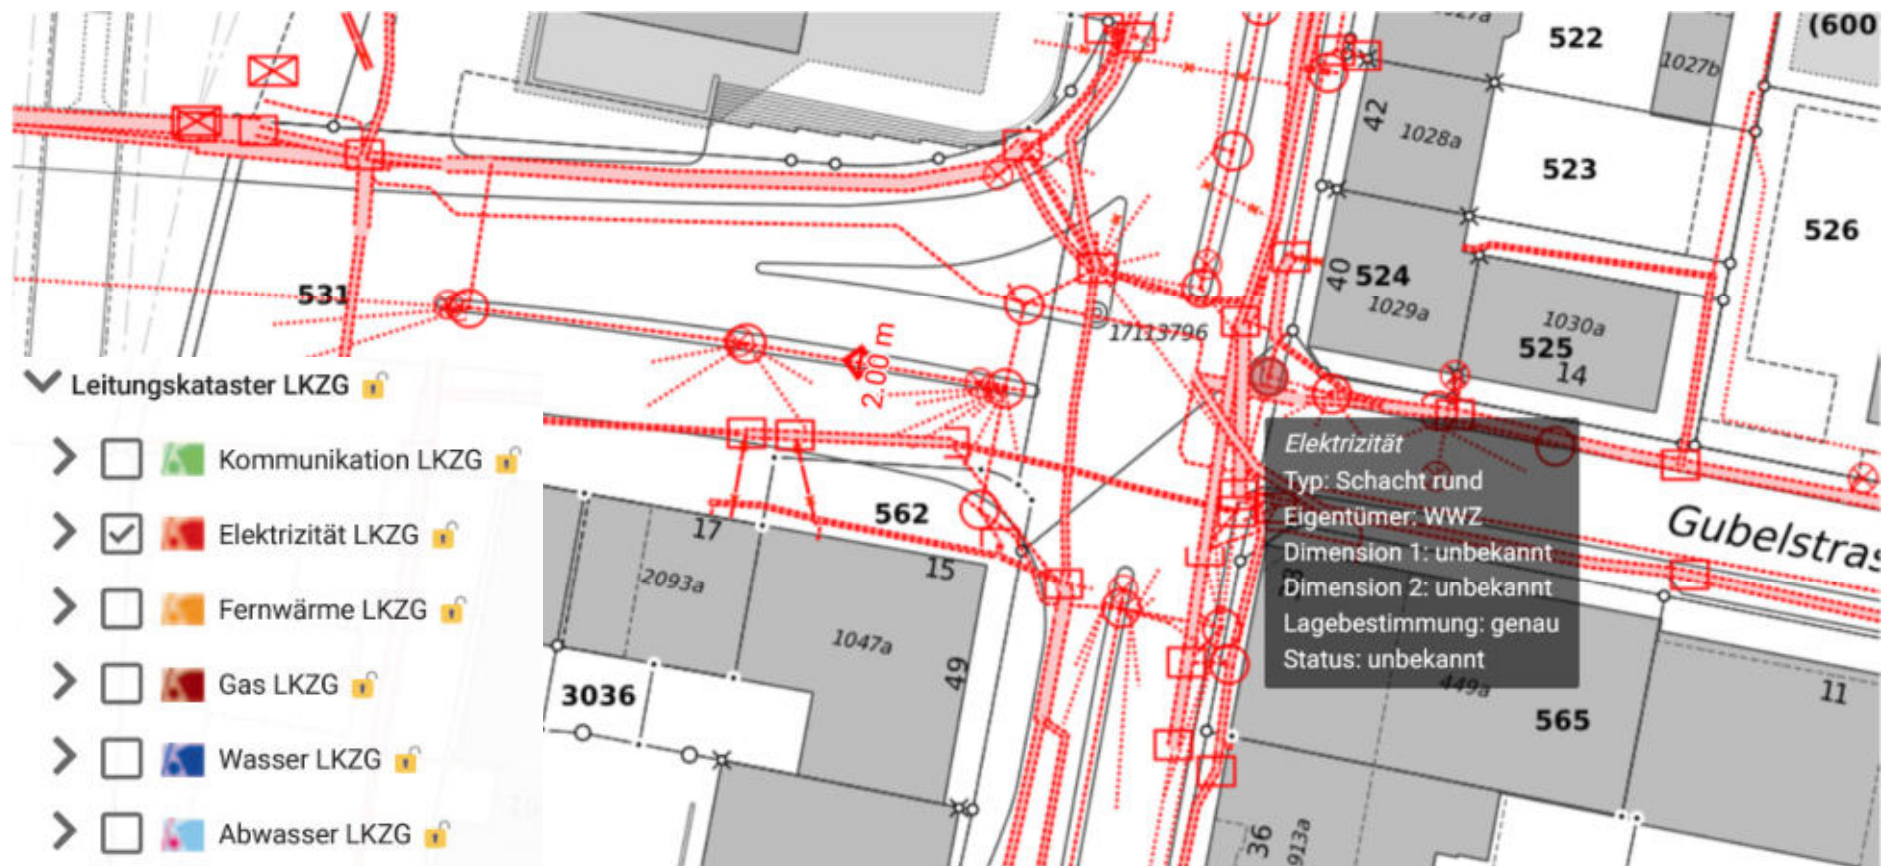 1027a
522
(600
1027b
42
1028a
523
526
40
524
1029a
1030a
525
14
531
17113796
2.00 m
Leitungskataster LKZG
Kommunikation LKZG
Elektrizität LKZG
Fernwärme LKZG
Gas LKZG
Wasser LKZG
Abwasser LKZG
Elektrizität
Typ: Schacht rund
Eigentümer: WWZ
Dimension 1: unbekannt
Dimension 2: unbekannt
Lagebestimmung: genau
Status: unbekannt
Gubelstras
562
17
15
2093a
1047a
49
3036
449a
11
565
36
913a